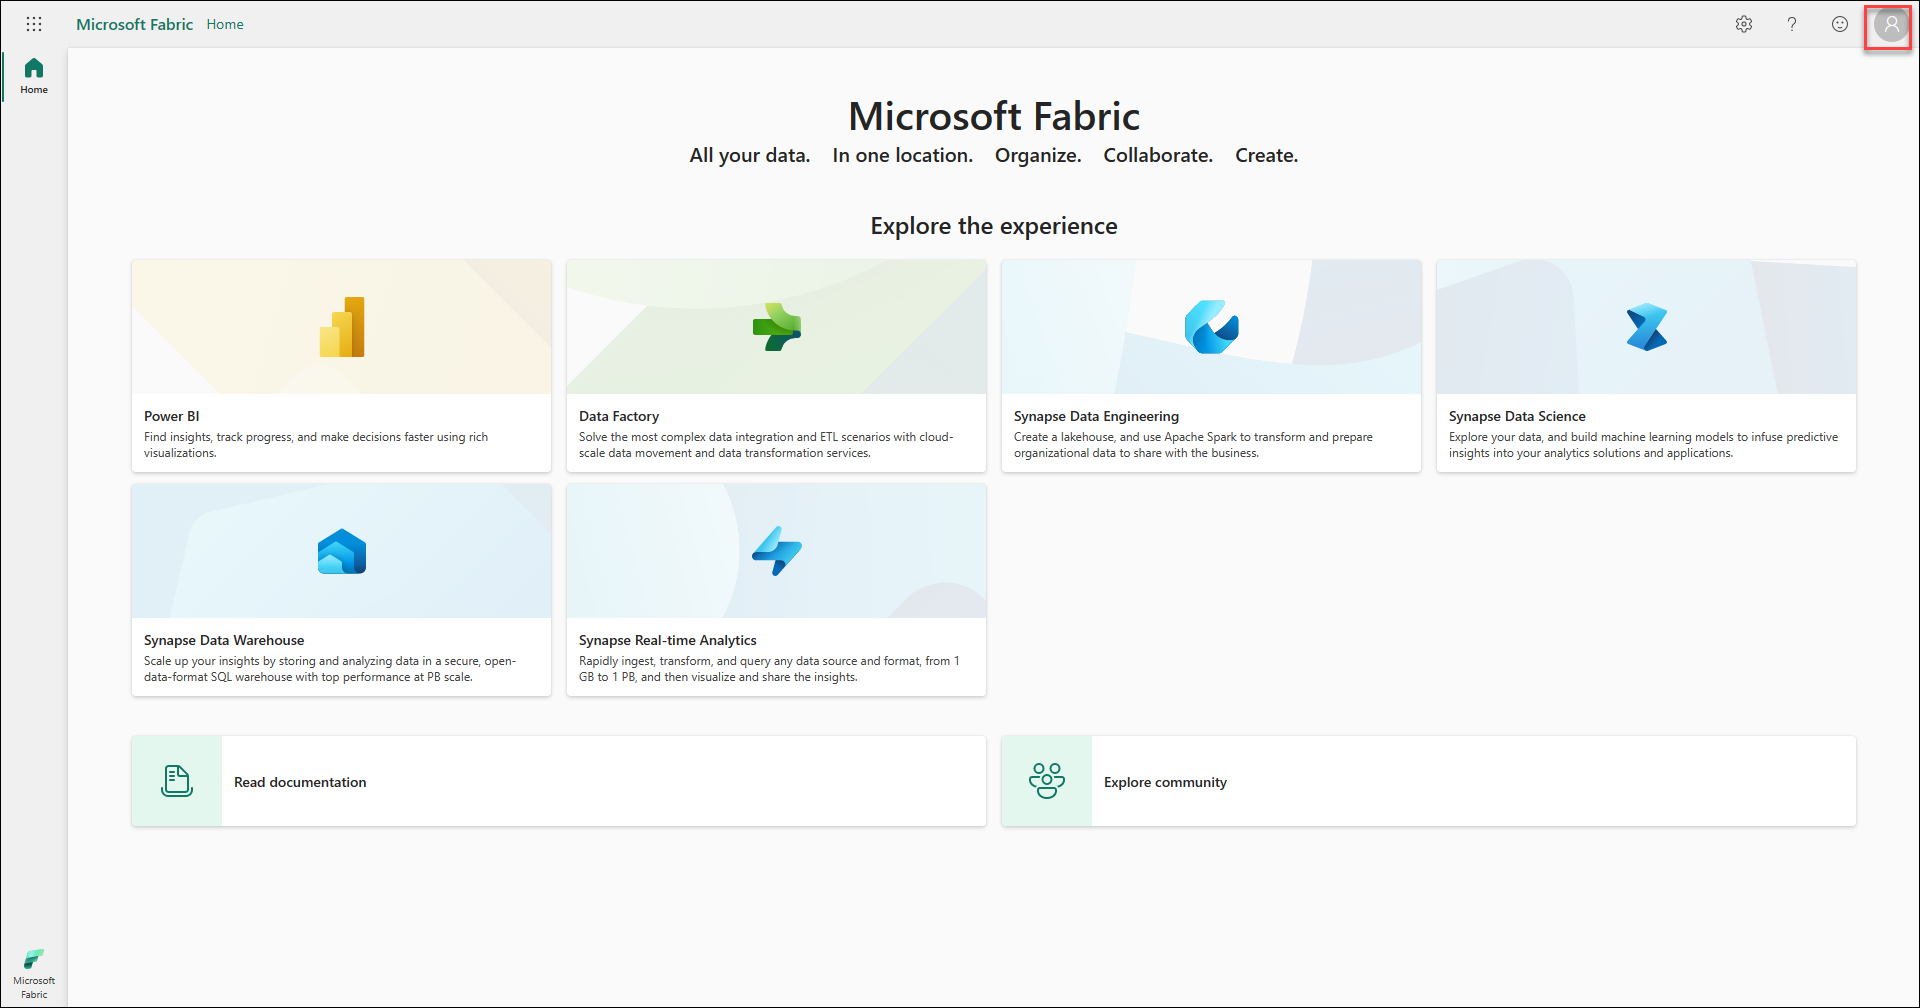 Microsoft Fabric Home
Home
Microsoft Fabric
All your data. In one location. Organize. Collaborate. Create.
Explore the experience
Power BI
Find insights, track progress, and make decisions faster using rich
visualizations.
Data Factory
Solve the most complex data integration and ETL scenarios with cloud-
scale data movement and data transformation services.
Synapse Data Engineering
Create a lakehouse, and use Apache Spark to transform and prepare
organizational data to share with the business.
Synapse Data Science
Explore your data, and build machine learning models to infuse predictive
insights into your analytics solutions and applications.
Synapse Data Warehouse
Scale up your insights by storing and analyzing data in a secure, open-
data-format SQL warehouse with top performance at PB scale.
Synapse Real-time Analytics
Rapidly ingest, transform, and query any data source and format, from 1
GB to 1 PB, and then visualize and share the insights.
Read documentation
Explore community
Microsoft
Fabric